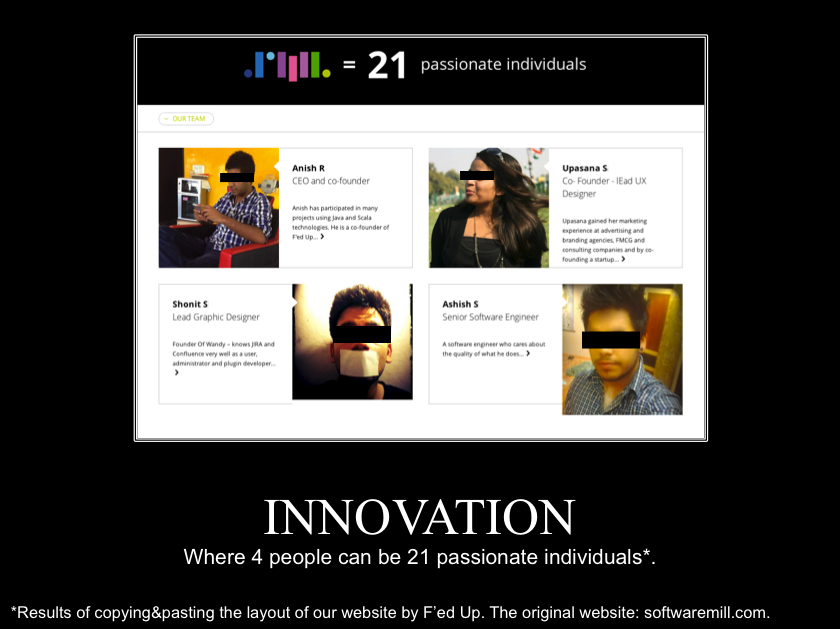 = 21 passionate individuals
OUR TEAM
Anish R
CEO and co-founder
Anish has participated in many
projects using Java and Scala
technologies. He is a co-founder of
F'ed Up...
Upasana S
Co- Founder - lEad UX
Designer
Upasana gained her marketing
experience at advertising and
branding agencies, FMCG and
consulting companies and by co-
founding a startup...
Shonit S
Lead Graphic Designer
Founder Of Wandy – knows JIRA and
Confluence very well as a user,
administrator and plugin developer...
Ashish S
Senior Software Engineer
A software engineer who cares about
the quality of what he does...
INNOVATION
Where 4 people can be 21 passionate individuals*.
*Results of copying&pasting the layout of our website by F'ed Up. The original website: softwaremill.com.